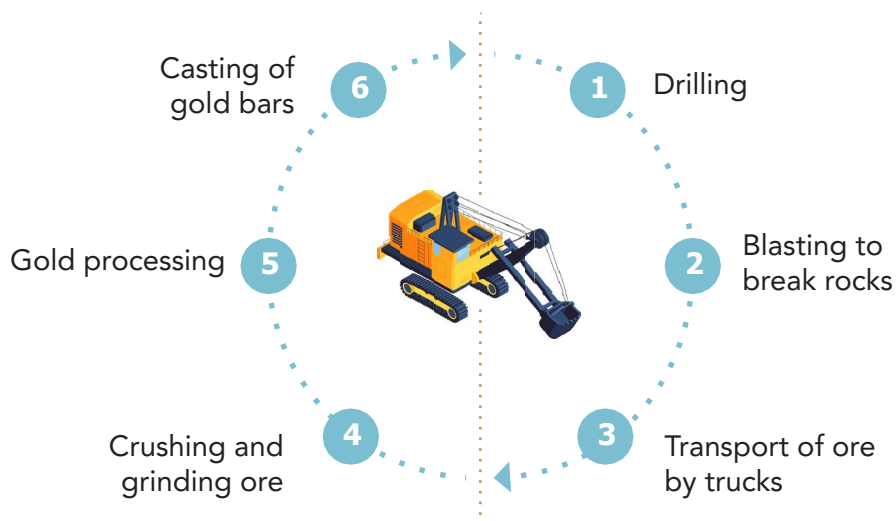 1
Drilling
2
Blasting to
break rocks
3
Transport of ore
by trucks
4
Crushing and
grinding ore
5
Gold processing
6
Casting of
gold bars